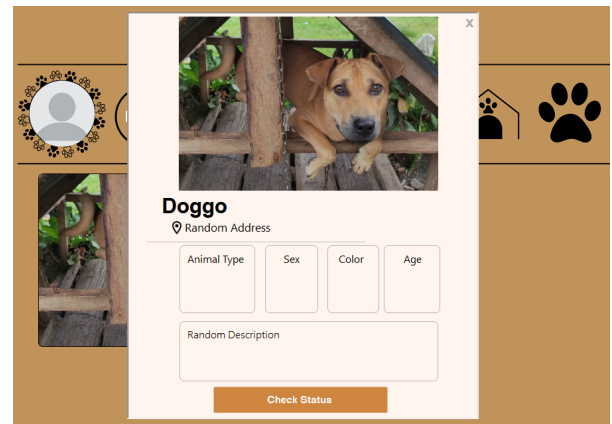 x
Doggo
Random Address
Animal Type
Sex
Color
Age
Random Description
Check Status